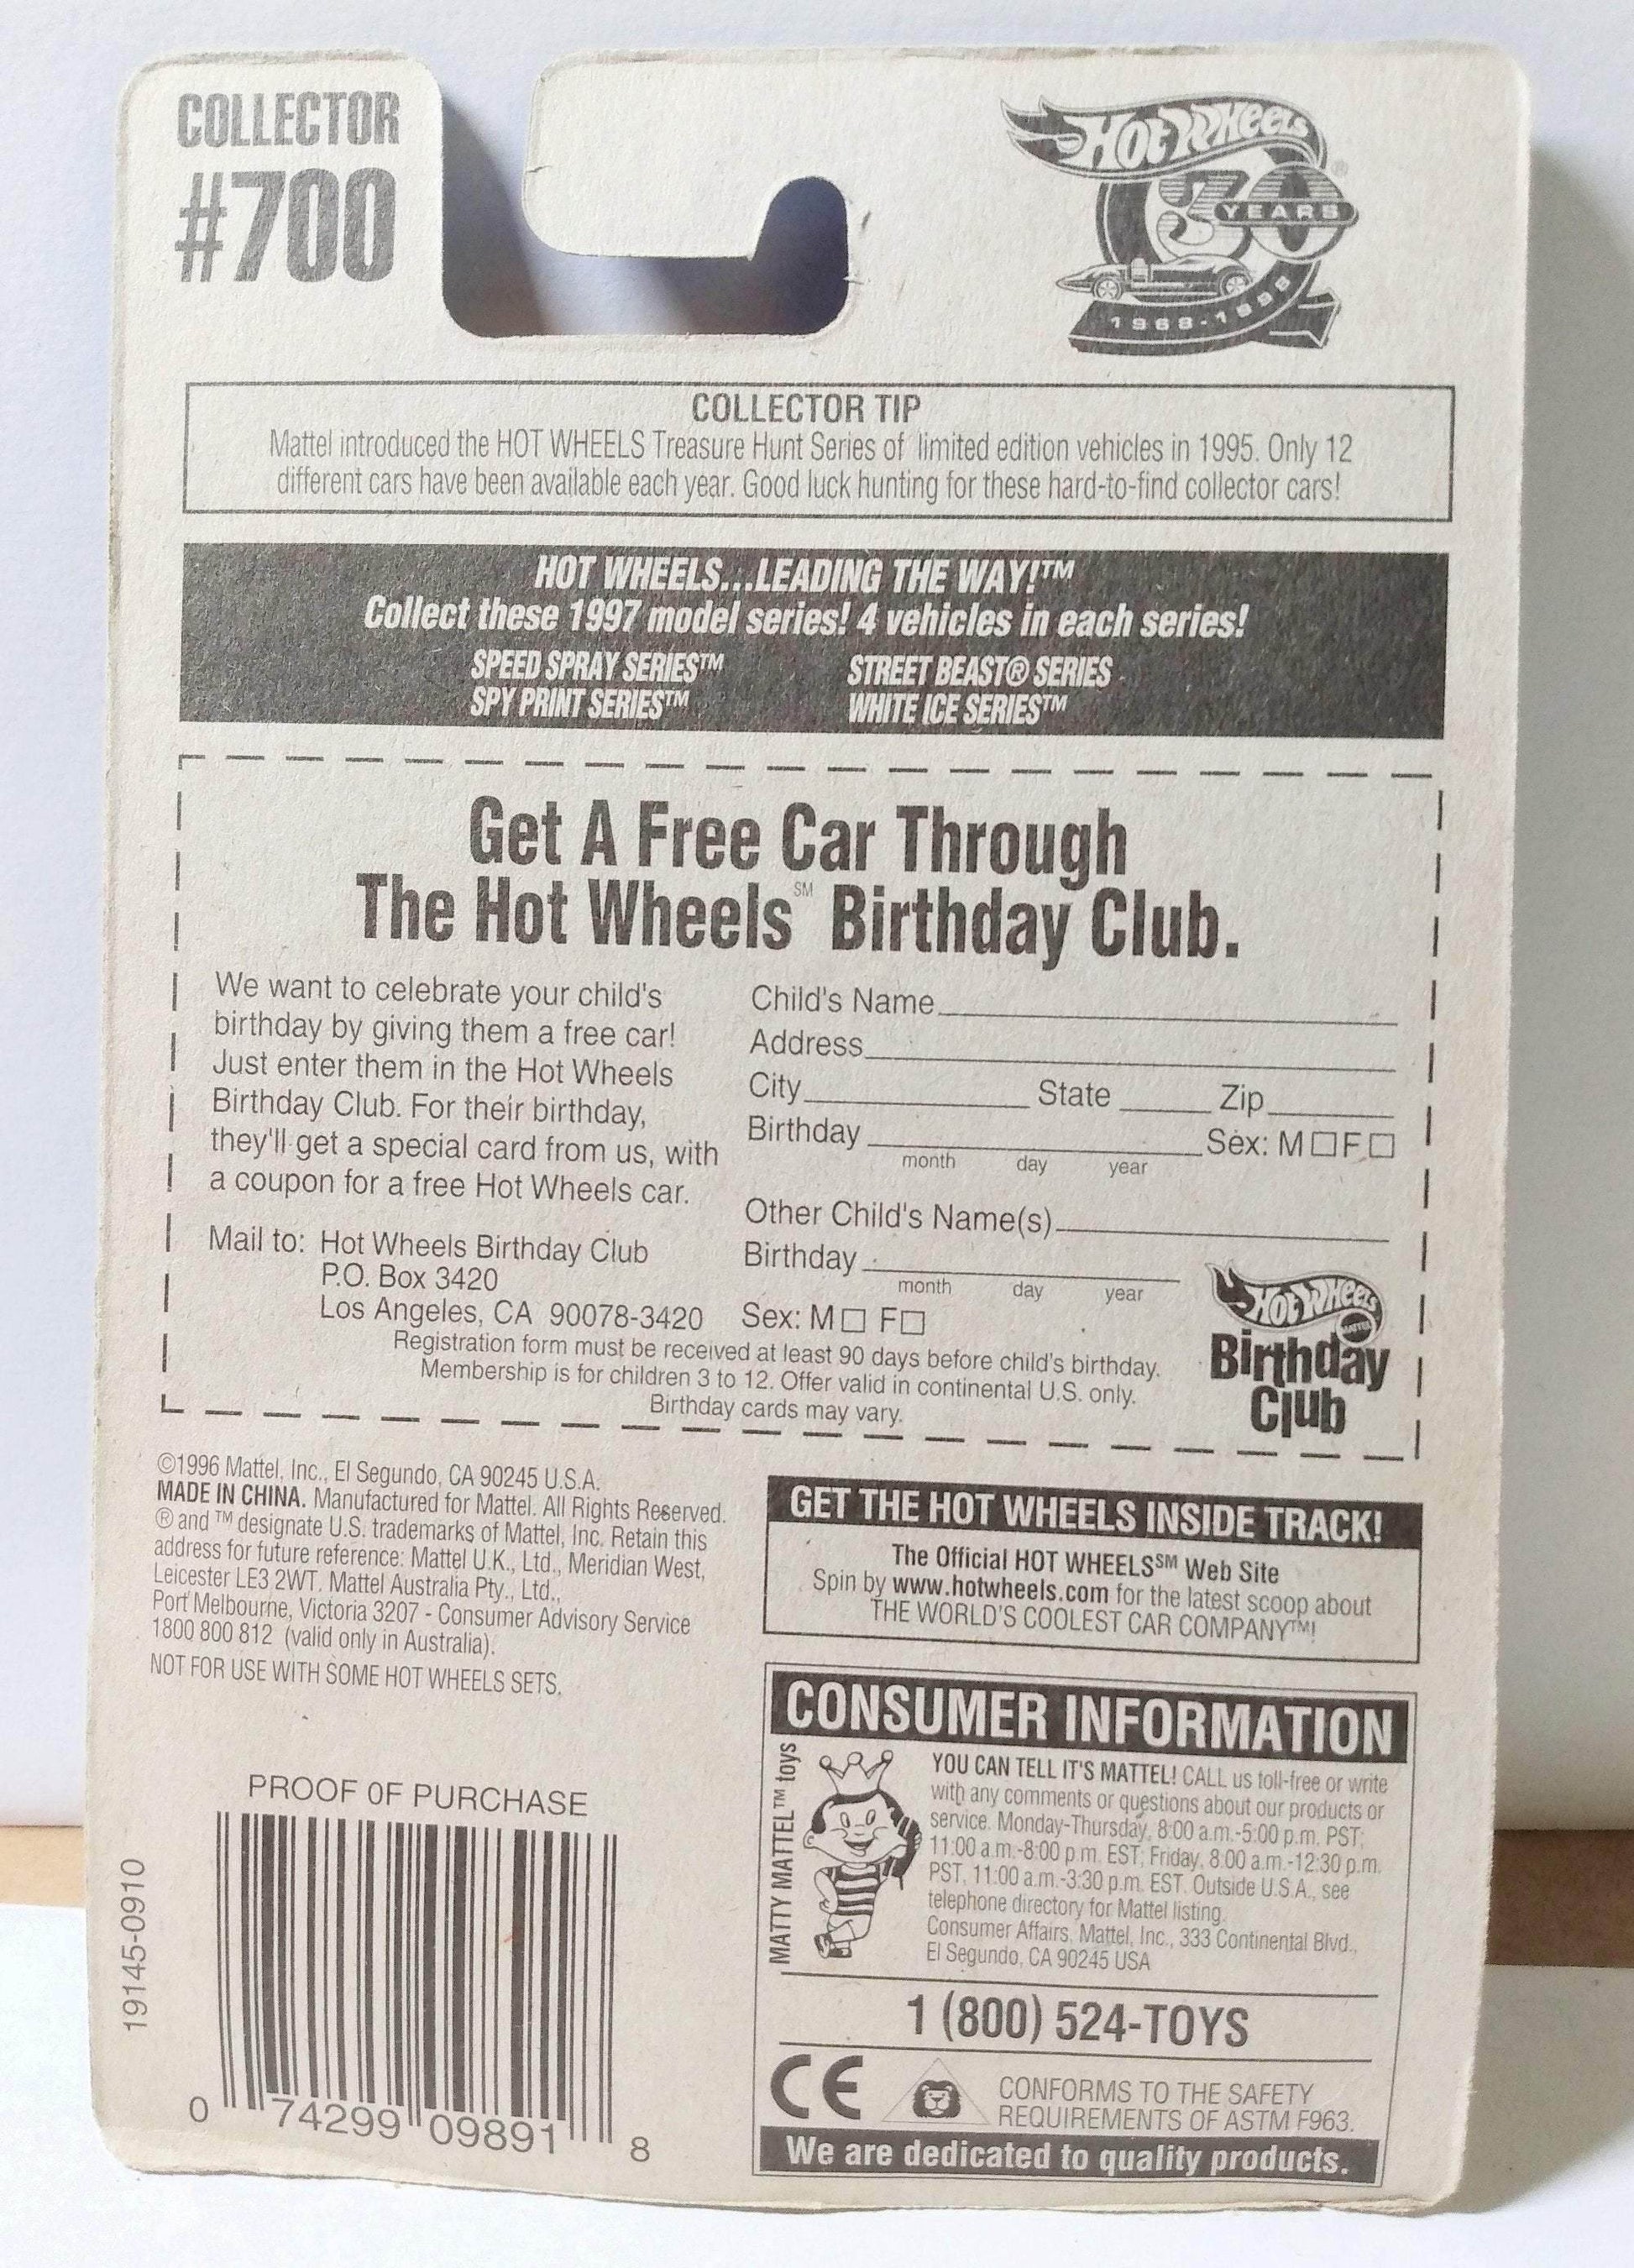 COLLECTOR
#700
Hot Wheels®
30
YEARS
1968-1998
COLLECTOR TIP
Mattel introduced the HOT WHEELS Treasure Hunt Series of limited edition vehicles in 1995. Only 12
different cars have been available each year. Good luck hunting for these hard-to-find collector cars!
HOT WHEELS...LEADING THE WAY!™
Collect these 1997 model series! 4 vehicles in each series!
SPEED SPRAY SERIES™ STREET BEAST® SERIES
SPY PRINT SERIES™ WHITE ICE SERIES™
Get A Free Car Through
The Hot Wheels℠ Birthday Club.
We want to celebrate your child's
birthday by giving them a free car!
Just enter them in the Hot Wheels
Birthday Club. For their birthday,
they'll get a special card from us, with
a coupon for a free Hot Wheels car.
Mail to: Hot Wheels Birthday Club
P.O. Box 3420
Los Angeles, CA 90078-3420
Child's Name
Address
City State Zip
Birthday Sex: M☐F☐
month day year
Other Child's Name(s)
Birthday
month day year
Sex: M☐ F☐
Hot Wheels
MATTEL
Birthday
Club
Registration form must be received at least 90 days before child's birthday.
Membership is for children 3 to 12. Offer valid in continental U.S. only.
Birthday cards may vary.
©1996 Mattel, Inc., El Segundo, CA 90245 U.S.A.
MADE IN CHINA. Manufactured for Mattel. All Rights Reserved.
® and ™ designate U.S. trademarks of Mattel, Inc. Retain this
address for future reference: Mattel U.K., Ltd., Meridian West,
Leicester LE3 2WT. Mattel Australia Pty., Ltd.,
Port Melbourne, Victoria 3207 - Consumer Advisory Service
1800 800 812 (valid only in Australia).
NOT FOR USE WITH SOME HOT WHEELS SETS.
GET THE HOT WHEELS INSIDE TRACK!
The Official HOT WHEELS℠ Web Site
Spin by www.hotwheels.com for the latest scoop about
THE WORLD'S COOLEST CAR COMPANY™!
CONSUMER INFORMATION
MATTY MATTEL™ toys
YOU CAN TELL IT'S MATTEL! CALL us toll-free or write
with any comments or questions about our products or
service. Monday-Thursday, 8:00 a.m.-5:00 p.m. PST;
11:00 a.m.-8:00 p.m. EST; Friday, 8:00 a.m.-12:30 p.m.
PST, 11:00 a.m.-3:30 p.m. EST. Outside U.S.A., see
telephone directory for Mattel listing.
Consumer Affairs, Mattel, Inc., 333 Continental Blvd.,
El Segundo, CA 90245 USA
1 (800) 524-TOYS
CE
CONFORMS TO THE SAFETY
REQUIREMENTS OF ASTM F963.
We are dedicated to quality products.
PROOF OF PURCHASE
19145-0910
0 74299 09891 8